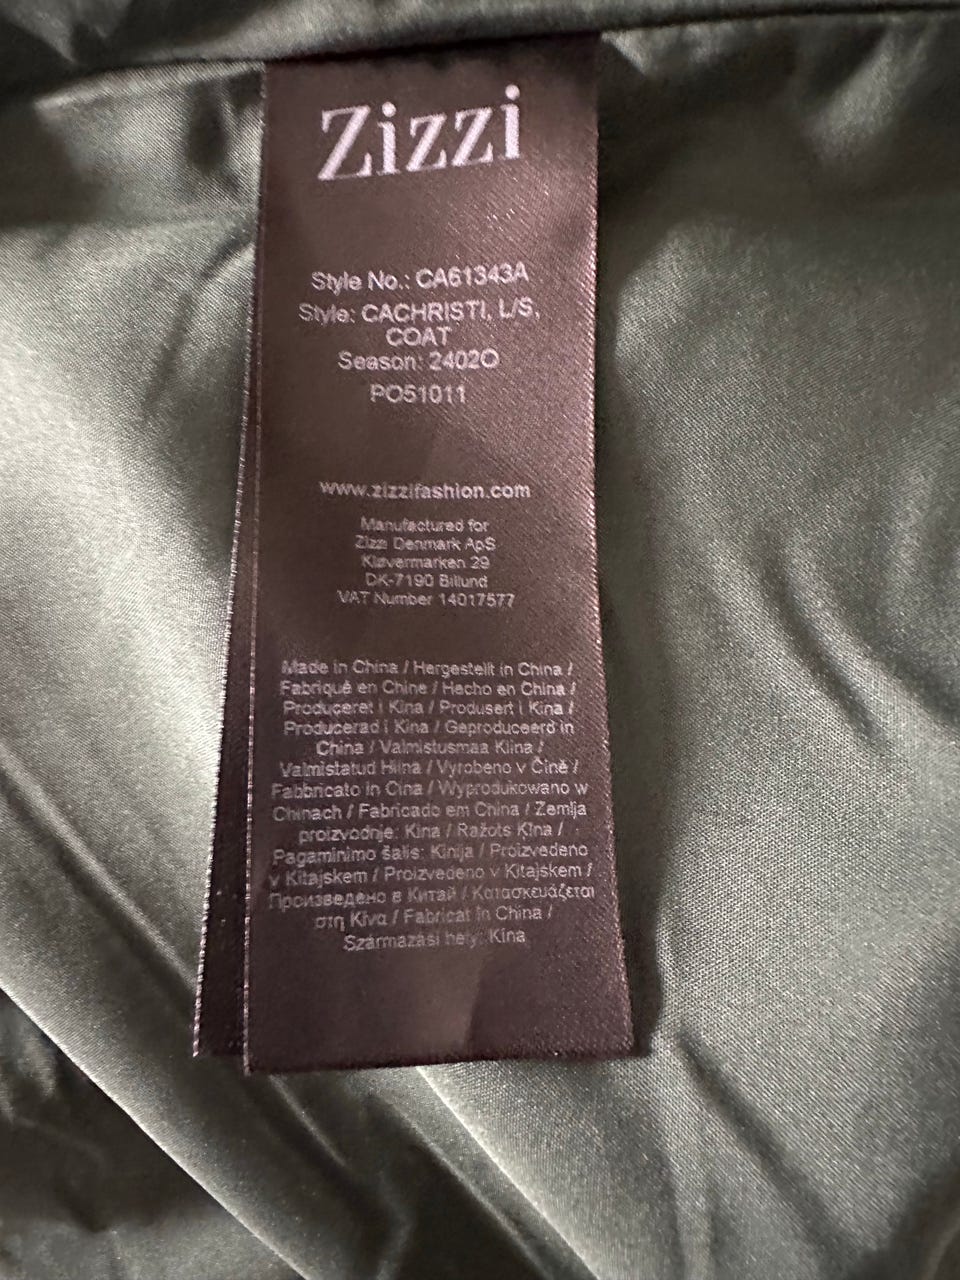 Zizzi
Style No.: CA61343A
Style: CACHRISTI, L/S,
COAT
Season: 2402O
PO51011
www.zizzifashion.com
Manufactured for
Zizzi Denmark ApS
Kløvermarken 29
DK-7190 Billund
VAT Number 14017577
Made in China / Hergestellt in China /
Fabriqué en Chine / Hecho en China /
Produceret i Kina / Produsert i Kina /
Producerad i Kina / Geproduceerd in
China / Valmistusmaa Kiina /
Valmistatud Hiina / Vyrobeno v Číně /
Fabbricato in Cina / Wyprodukowano w
Chinach / Fabricado em China / Zemlja
proizvodnje: Kina / Ražots Ķīna /
Pagaminimo šalis: Kinija / Proizvedeno
v Kitajskem / Proizvedeno v Kitajskem /
Произведено в Китай / Κατασκευάζεται
στη Κίνα / Fabricat în China /
Származási hely: Kína